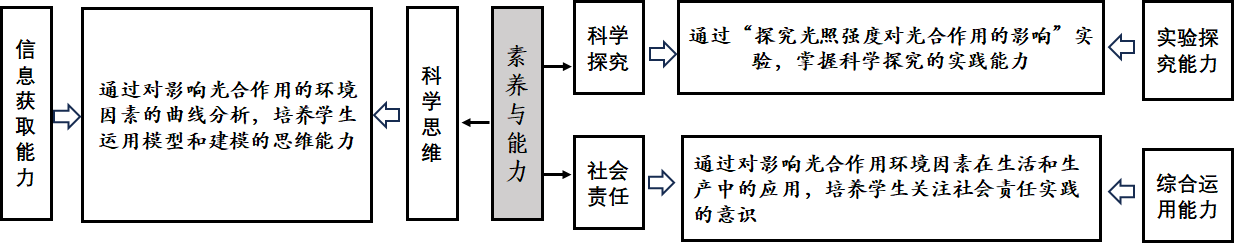 信息获取能力
通过对影响光合作用的环境
因素的曲线分析，培养学生
运用模型和建模的思维能力
科学思维
素养与能力
科学
探究
通过“探究光照强度对光合作用的影响”实
验，掌握科学探究的实践能力
实验探
究能力
社会
责任
通过对影响光合作用环境因素在生活和生
产中的应用，培养学生关注社会责任实践
的意识
综合运
用能力